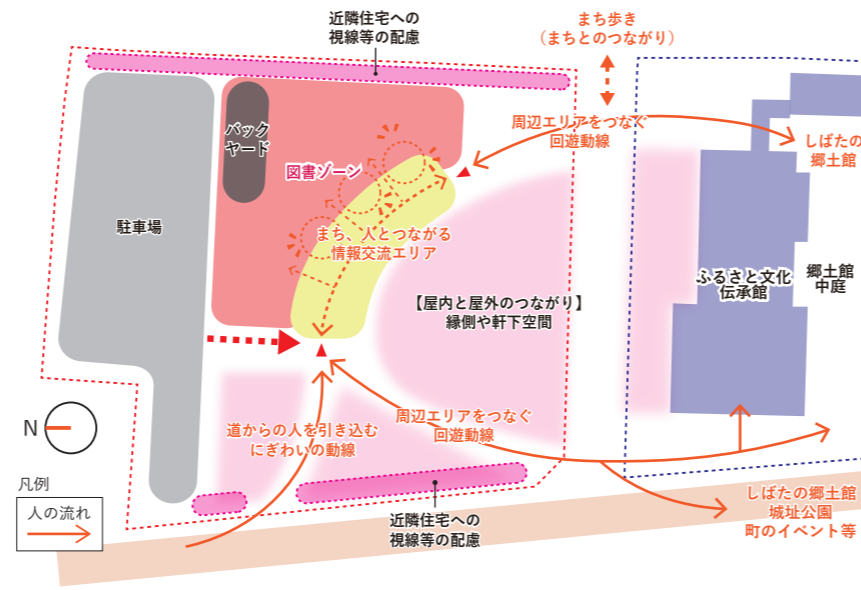 近隣住宅への
視線等の配慮
まち歩き
（まちとのつながり）
周辺エリアをつなぐ
回遊動線
しばたの
郷土館
バック
ヤード
図書ゾーン
駐車場
まち、人とつながる
情報交流エリア
ふるさと文化
伝承館
郷土館
中庭
【屋内と屋外のつながり】
縁側や軒下空間
N
道からの人を引き込む
にぎわいの動線
周辺エリアをつなぐ
回遊動線
凡例
人の流れ
近隣住宅への
視線等の配慮
しばたの郷土館
城址公園
町のイベント等